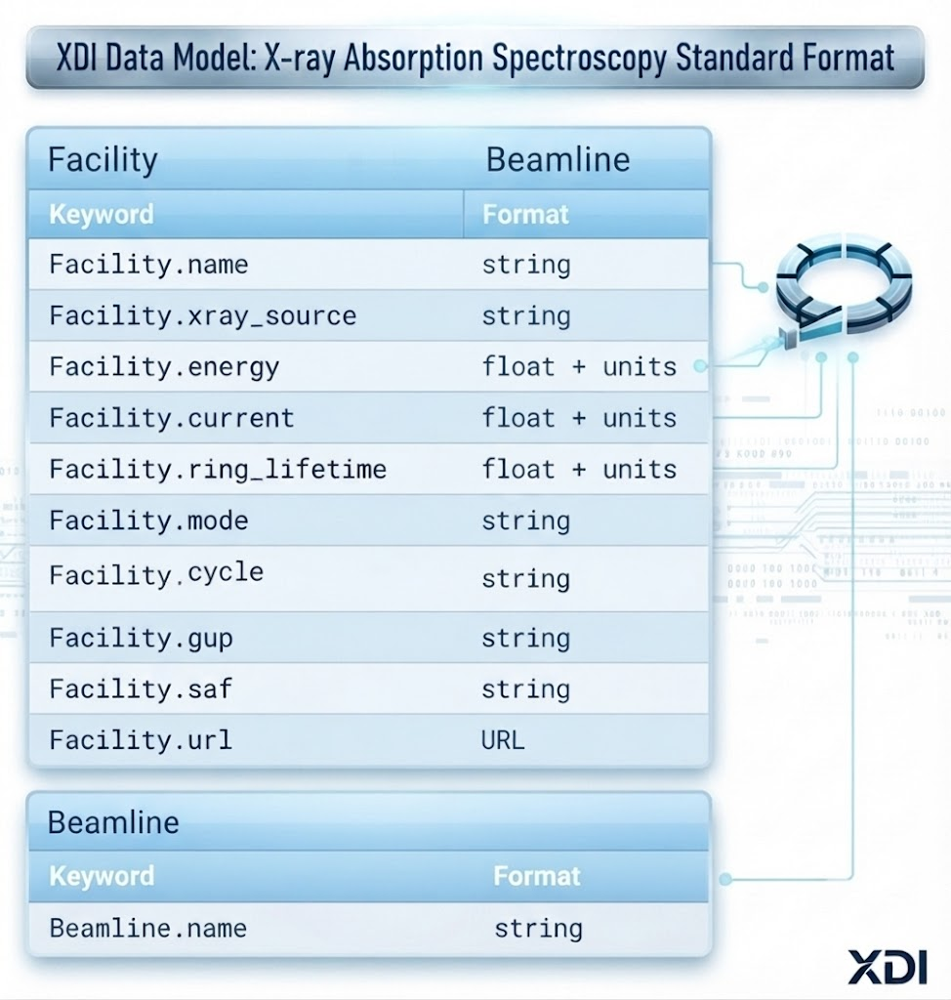 XDI Data Model: X-ray Absorption Spectroscopy Standard Format
Facility Beamline
Keyword Format
Facility.name string
Facility.xray_source string
Facility.energy float + units
Facility.current float + units
Facility.ring_lifetime float + units
Facility.mode string
Facility.cycle string
Facility.gup string
Facility.saf string
Facility.url URL
Beamline
Keyword Format
Beamline.name string
XDI